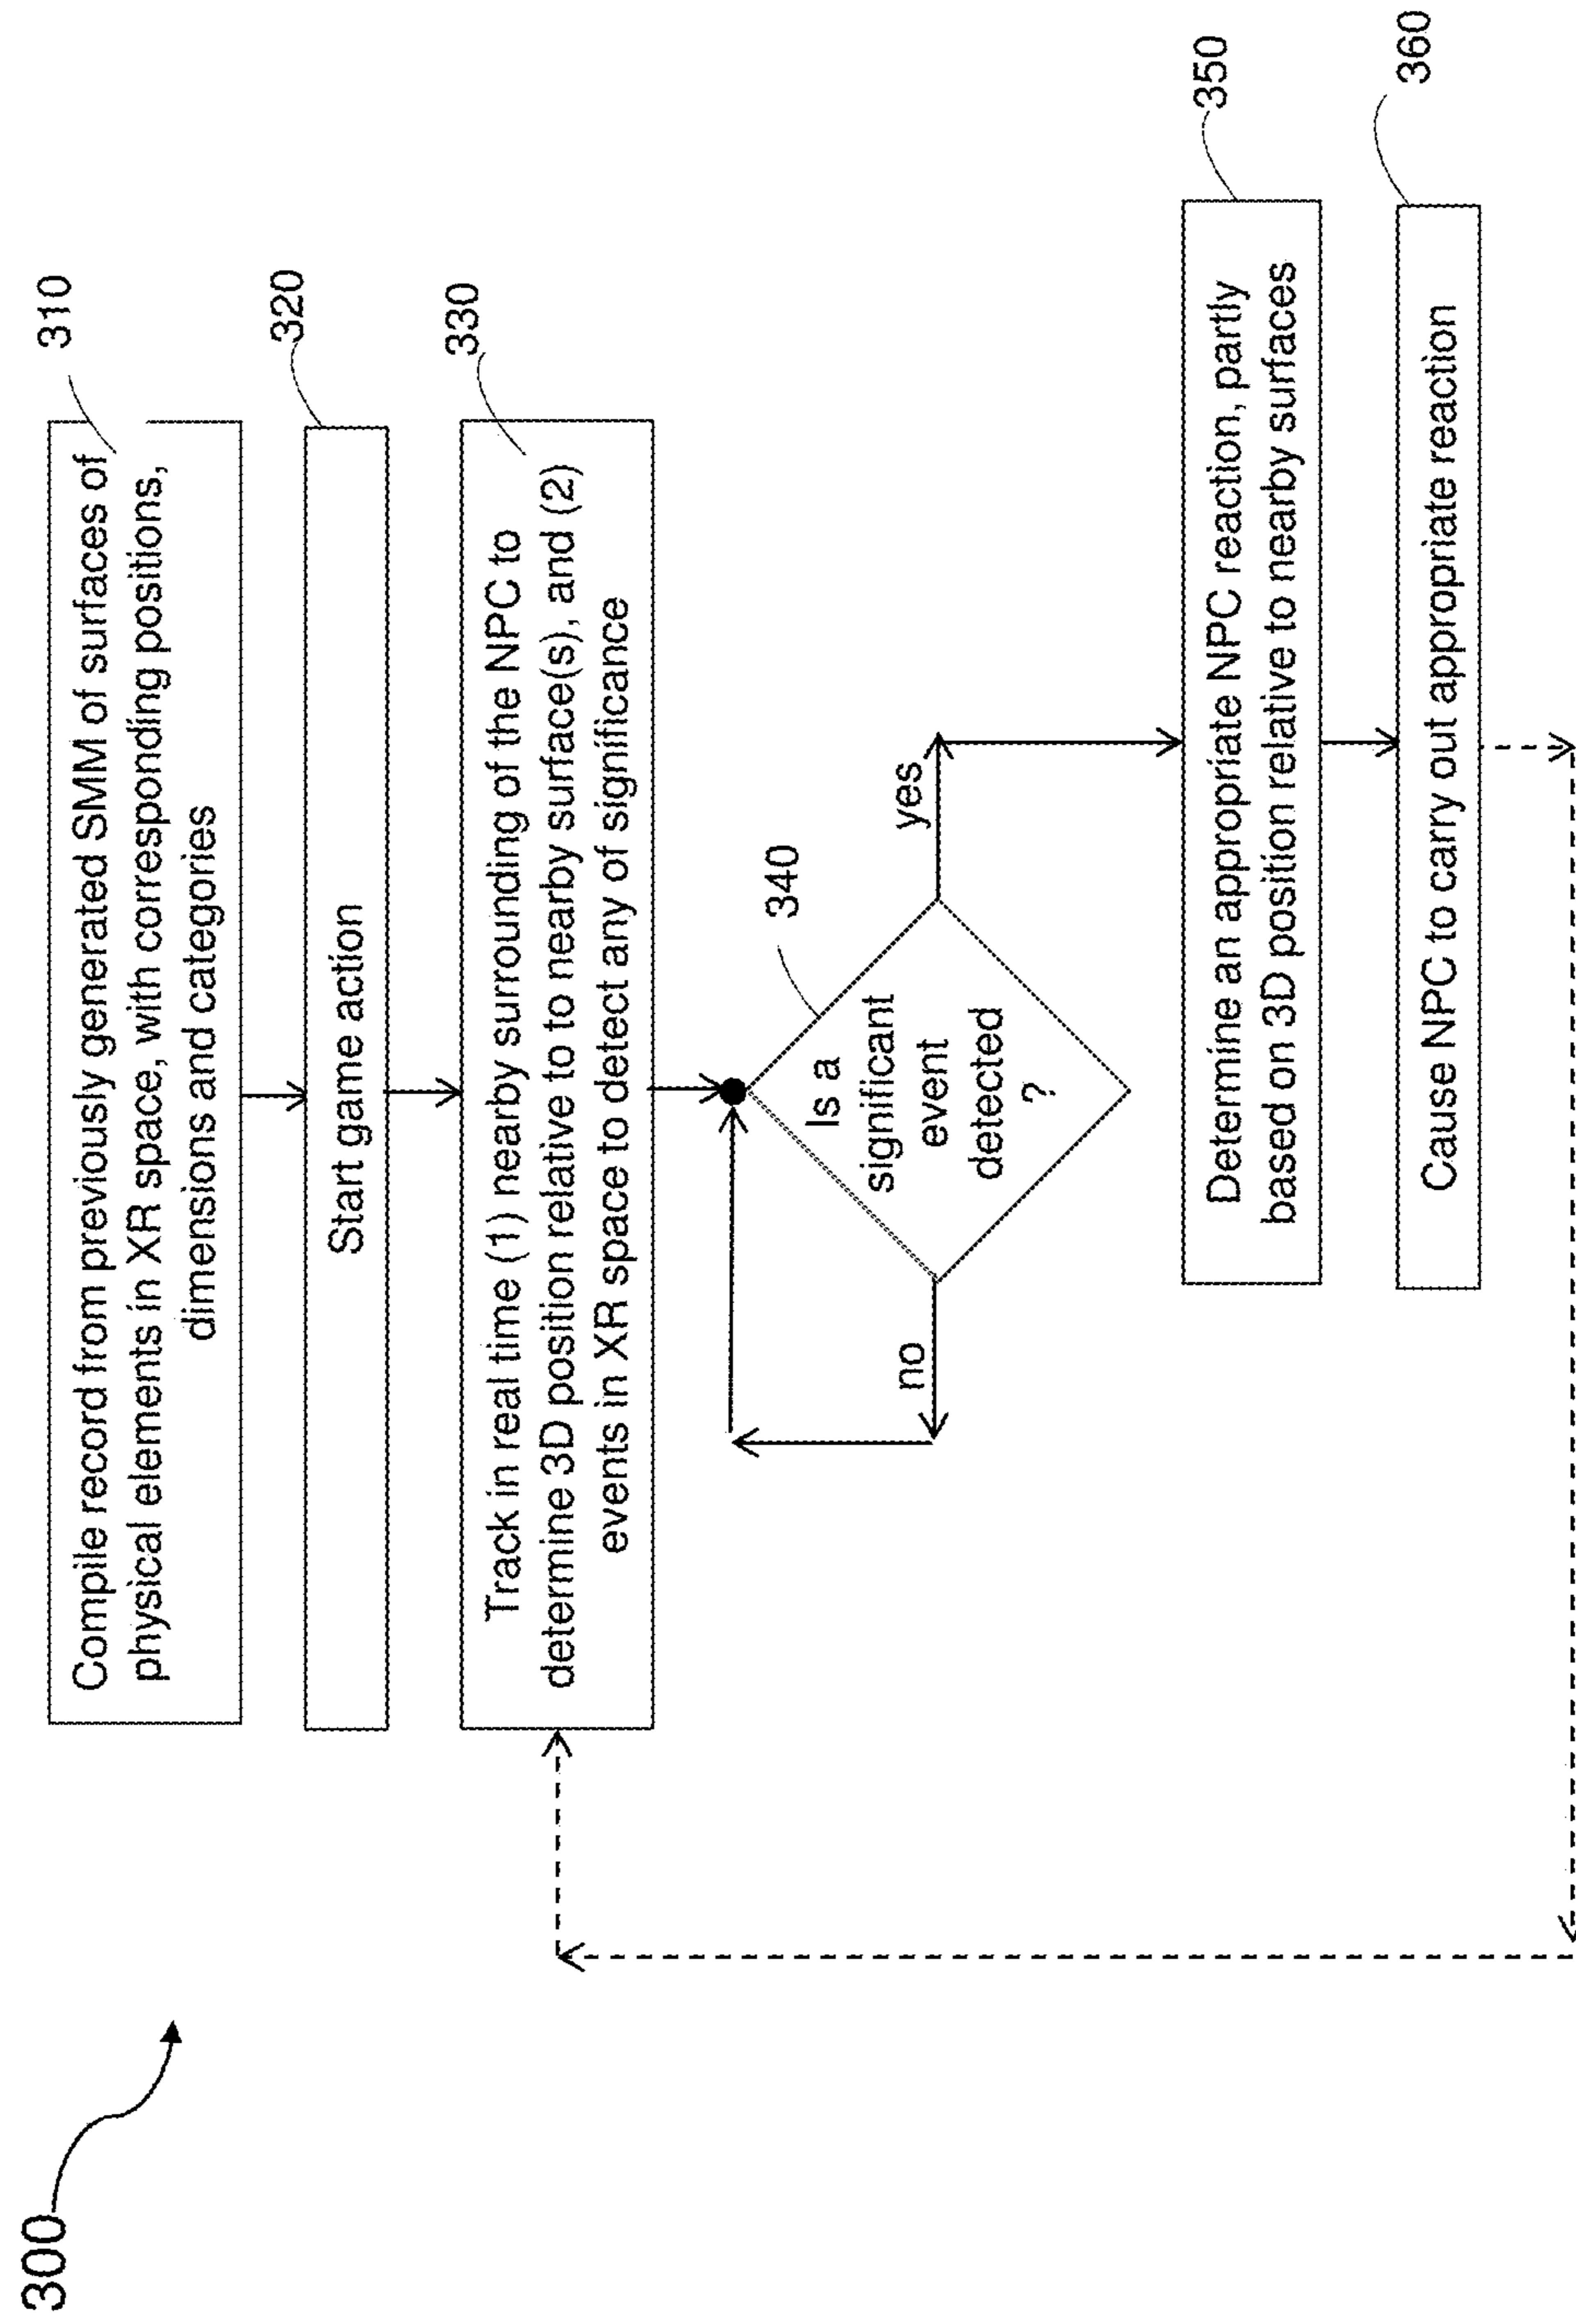 300
310
Compile record from previously generated SMM of surfaces of
physical elements in XR space, with corresponding positions,
dimensions and categories
320
Start game action
330
Track in real time (1) nearby surrounding of the NPC to
determine 3D position relative to to nearby surface(s), and (2)
events in XR space to detect any of significance
340
Is a
significant
event
detected
?
no
yes
350
Determine an appropriate NPC reaction, partly
based on 3D position relative to nearby surfaces
360
Cause NPC to carry out appropriate reaction